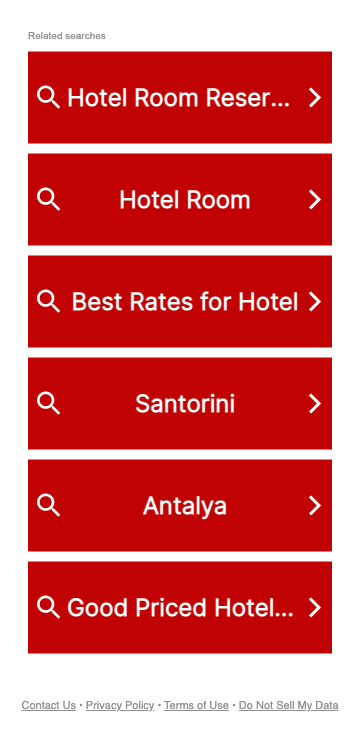 Related searches
Hotel Room Reser...
Hotel Room
Best Rates for Hotel
Santorini
Antalya
Good Priced Hotel...
Contact Us • Privacy Policy • Terms of Use • Do Not Sell My Data